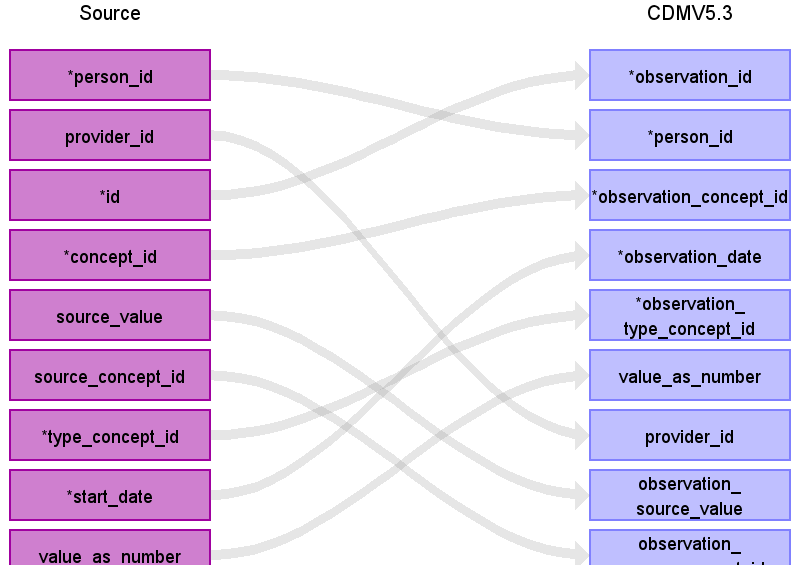 Source
CDMV5.3
*person_id
*observation_id
provider_id
*person_id
*id
*observation_concept_id
*concept_id
*observation_date
source_value
*observation_
type_concept_id
source_concept_id
value_as_number
*type_concept_id
provider_id
*start_date
observation_
source_value
value_as_number
observation_